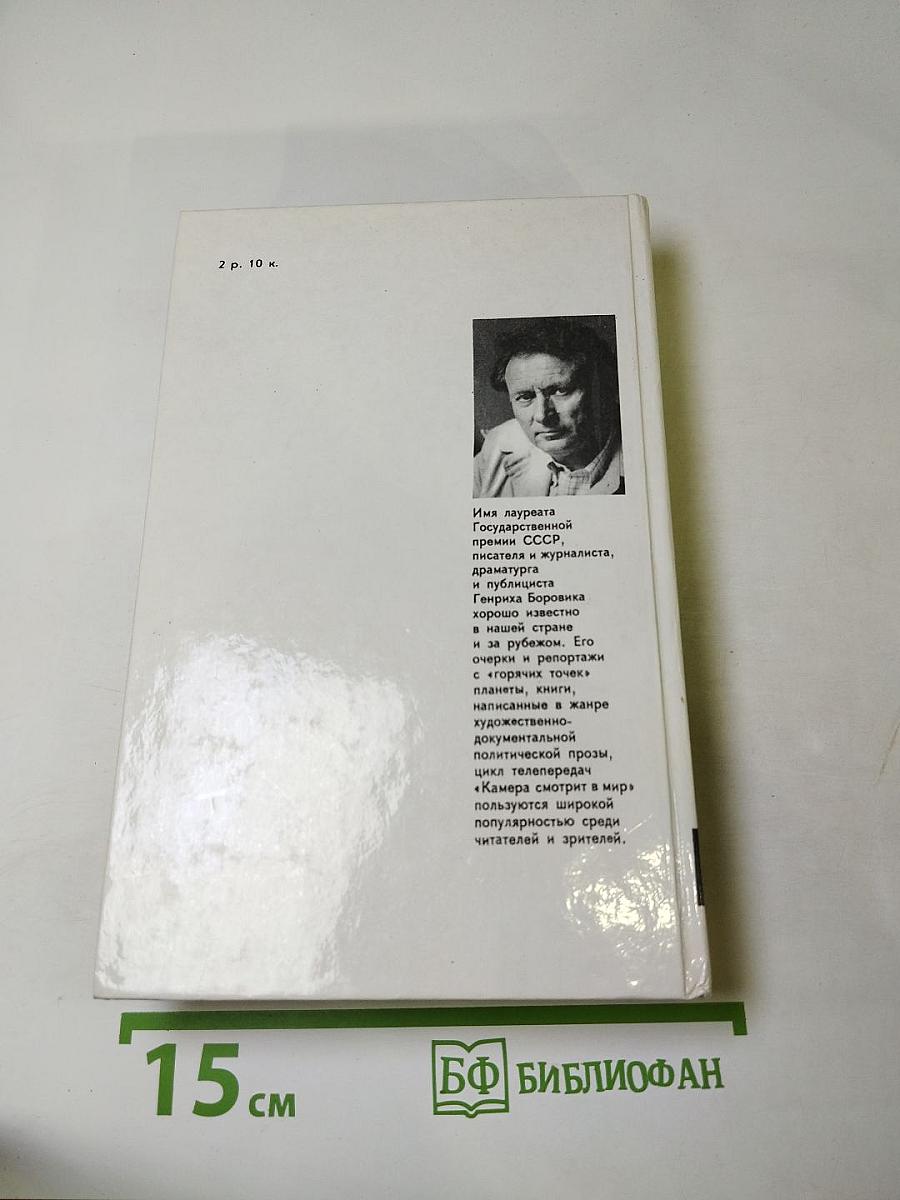 2 р. 10 к.
Имя лауреата
Государственной
премии СССР,
писателя и журналиста,
драматурга
и публициста
Генриха Боровика
хорошо известно
в нашей стране
и за рубежом. Его
очерки и репортажи
с «горячих точек»
планеты, книги,
написанные в жанре
художественно-
документальной
политической прозы,
цикл телепередач
«Камера смотрит в мир»
пользуются широкой
популярностью среди
читателей и зрителей.
15 см
БФ БИБЛИОФАН